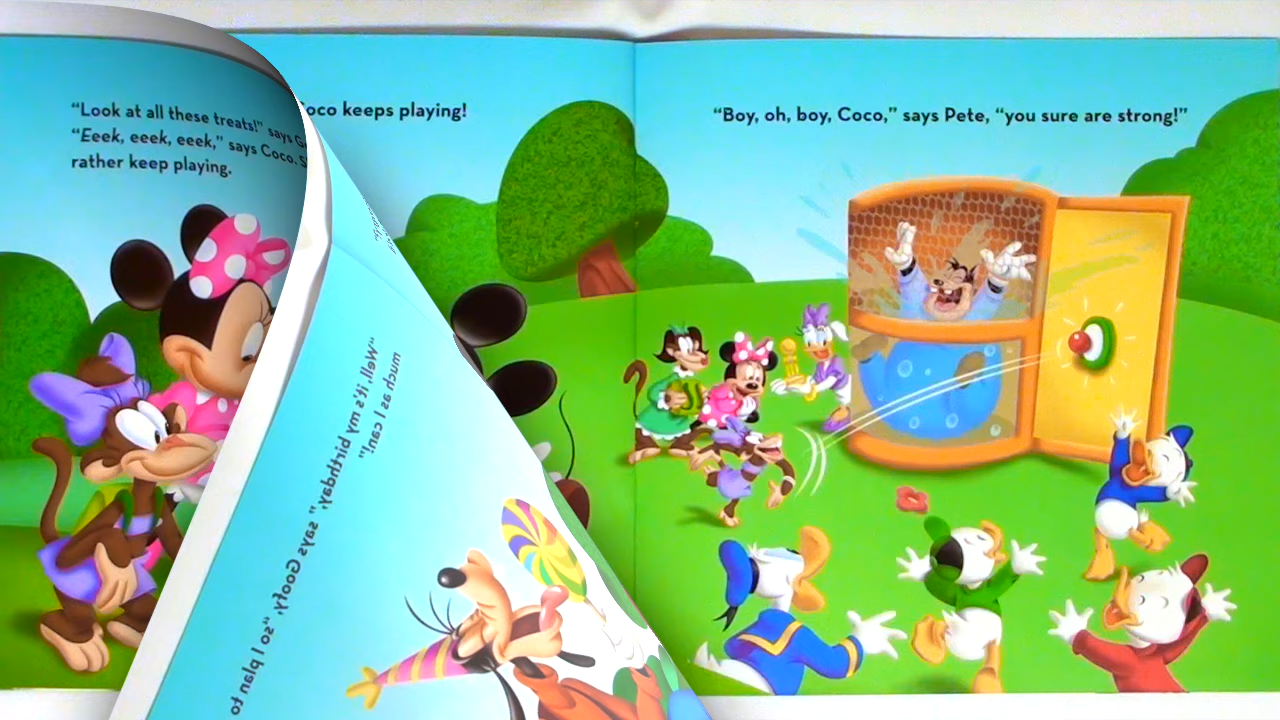 “Look at all these treats!” says
“Eeek, eeek, eeek,” says Coco.
rather keep playing.
Coco keeps playing!
“Boy, oh, boy, Coco,” says Pete, “you sure are strong!”
“Well, it’s my birthday,” says Goofy, “so I plan to
much as I can!”